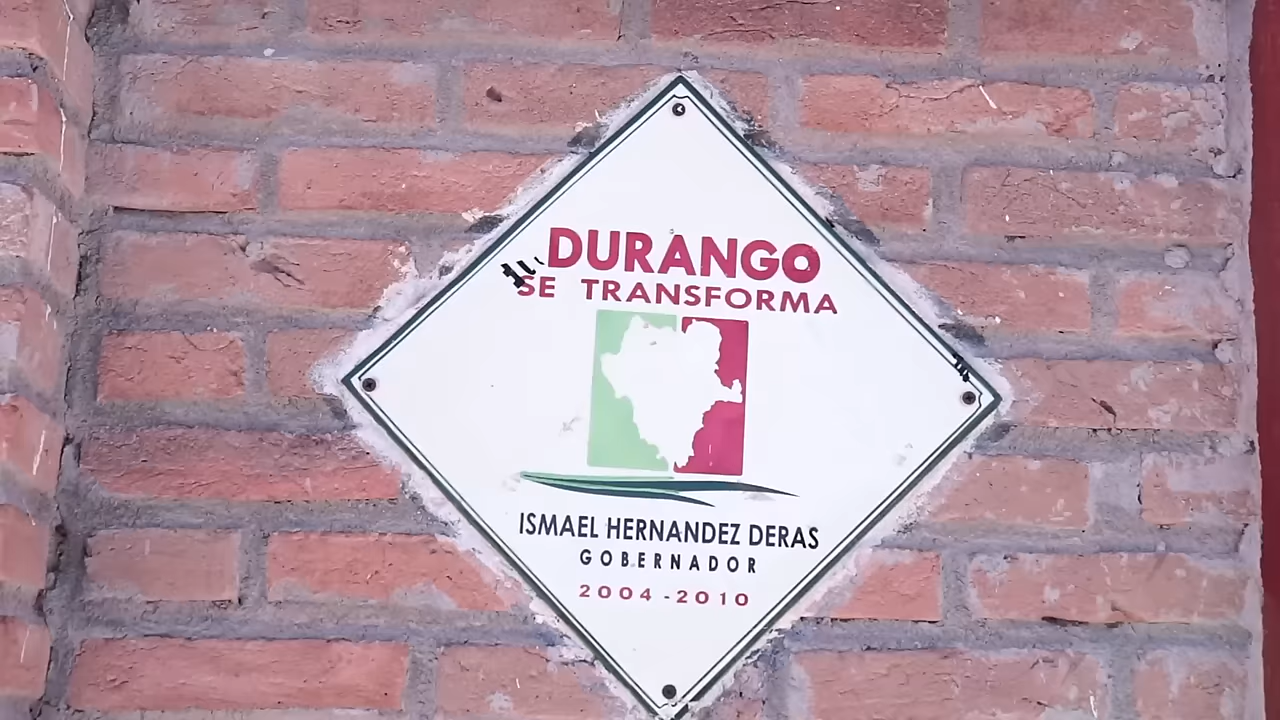 DURANGO
SE TRANSFORMA
ISMAEL HERNANDEZ DERAS
GOBERNADOR
2004-2010